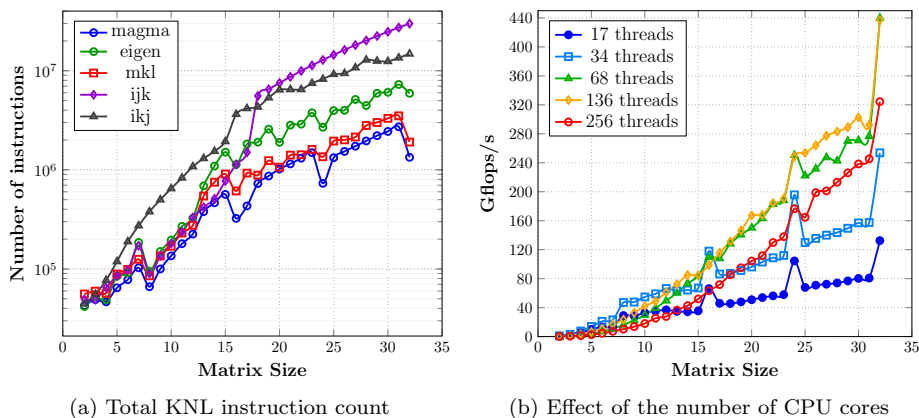 magma
eigen
mkl
ijk
ikj
Number of instructions
10^7
10^6
10^5
0 5 10 15 20 25 30 35
Matrix Size
(a) Total KNL instruction count
17 threads
34 threads
68 threads
136 threads
256 threads
Gflops/s
440
400
360
320
280
240
200
160
120
80
40
0
0 5 10 15 20 25 30 35
Matrix Size
(b) Effect of the number of CPU cores